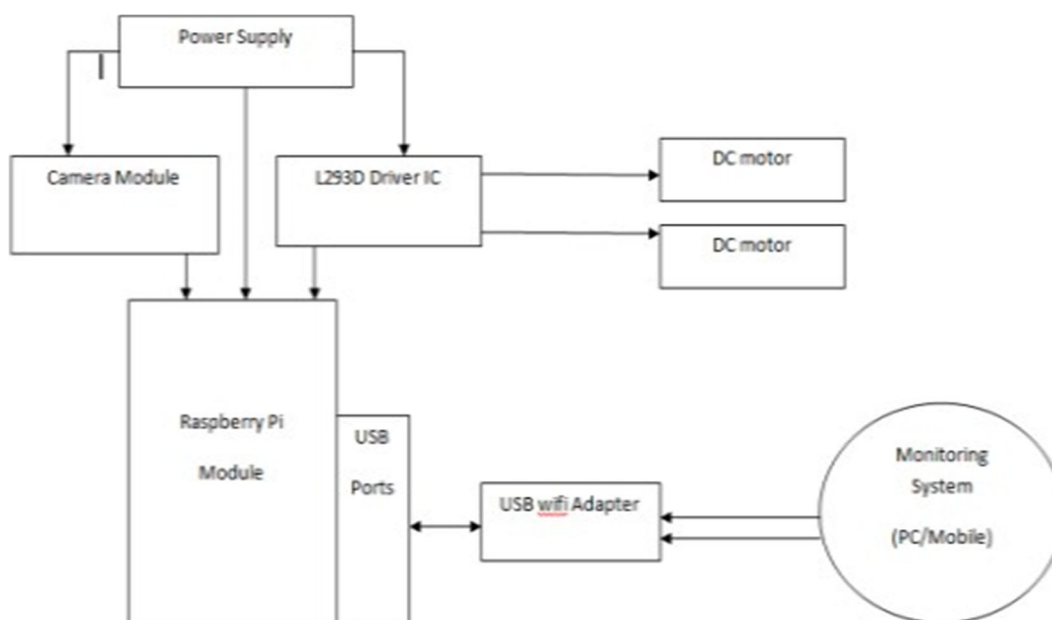 Power Supply
Camera Module
L293D Driver IC
DC motor
DC motor
Raspberry Pi
Module
USB
Ports
USB wifi Adapter
Monitoring
System
(PC/Mobile)